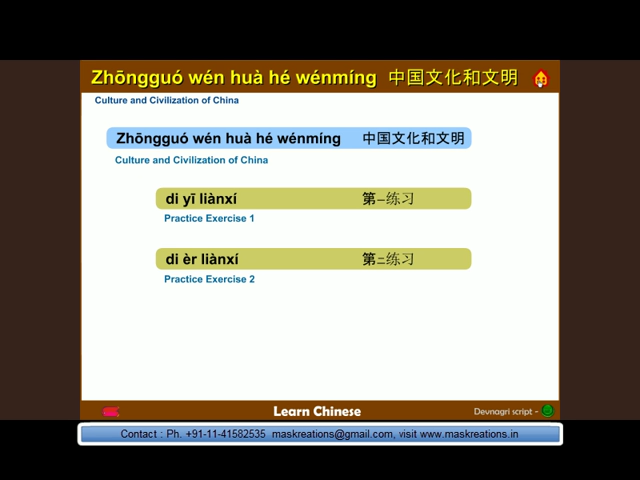 Zhōngguó wén huà hé wénmíng 中国文化和文明
Culture and Civilization of China
Zhōngguó wén huà hé wénmíng 中国文化和文明
Culture and Civilization of China
di yī liànxí 第一练习
Practice Exercise 1
di èr liànxí 第二练习
Practice Exercise 2
Learn Chinese
Devnagri script -
Contact : Ph. +91-11-41582535 maskreations@gmail.com, visit www.maskreations.in